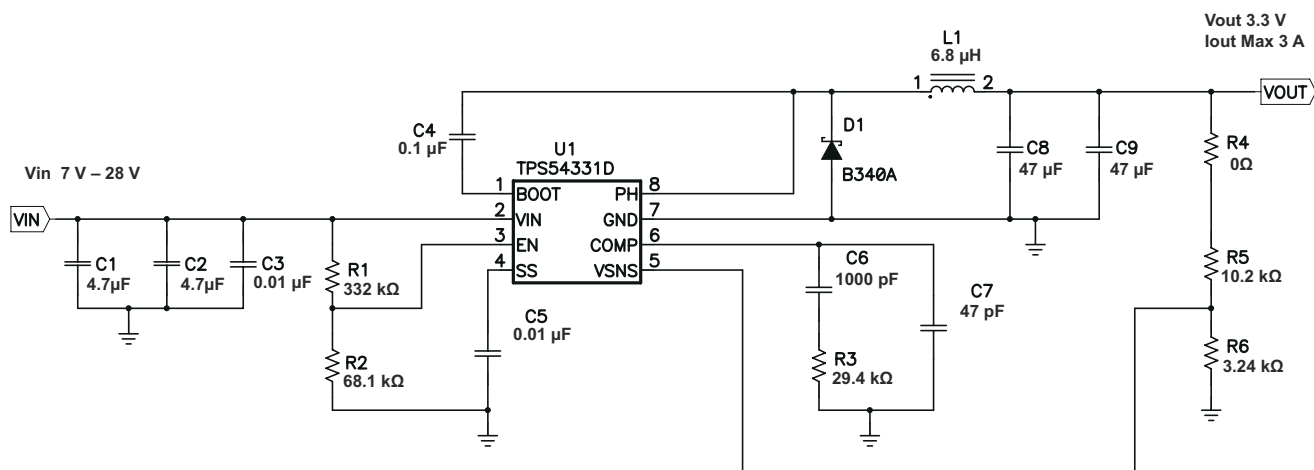 Vout 3.3 V
Iout Max 3 A
L1
6.8 µH
1
2
VOUT
C4
0.1 µF
D1
B340A
C8
47 µF
C9
47 µF
R4
0Ω
U1
TPS54331D
Vin 7 V – 28 V
VIN
1 BOOT PH 8
2 VIN GND 7
3 EN COMP 6
4 SS VSNS 5
C1
4.7µF
C2
4.7µF
C3
0.01 µF
R1
332 kΩ
C5
0.01 µF
R2
68.1 kΩ
C6
1000 pF
C7
47 pF
R3
29.4 kΩ
R5
10.2 kΩ
R6
3.24 kΩ